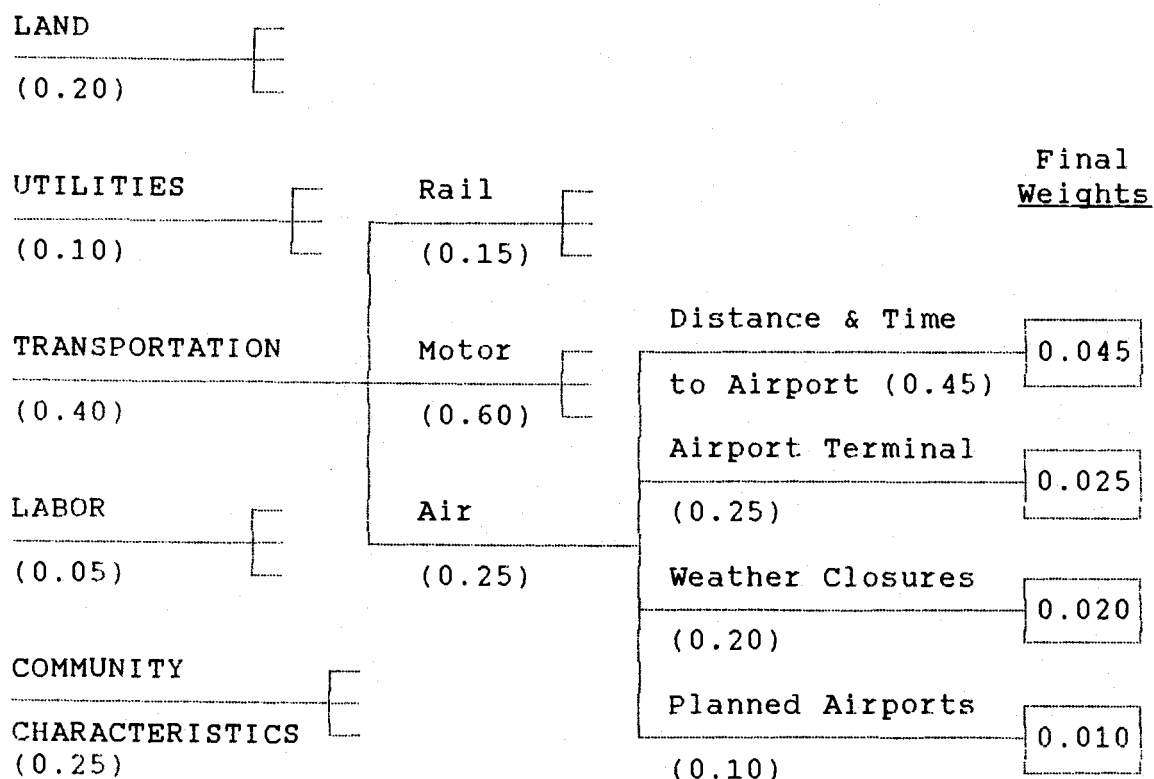 LAND
(0.20)
UTILITIES
(0.10)
TRANSPORTATION
(0.40)
LABOR
(0.05)
COMMUNITY
CHARACTERISTICS
(0.25)
Rail
(0.15)
Motor
(0.60)
Air
(0.25)
Distance & Time
to Airport (0.45)
Airport Terminal
(0.25)
Weather Closures
(0.20)
Planned Airports
(0.10)
Final
Weights
0.045
0.025
0.020
0.010